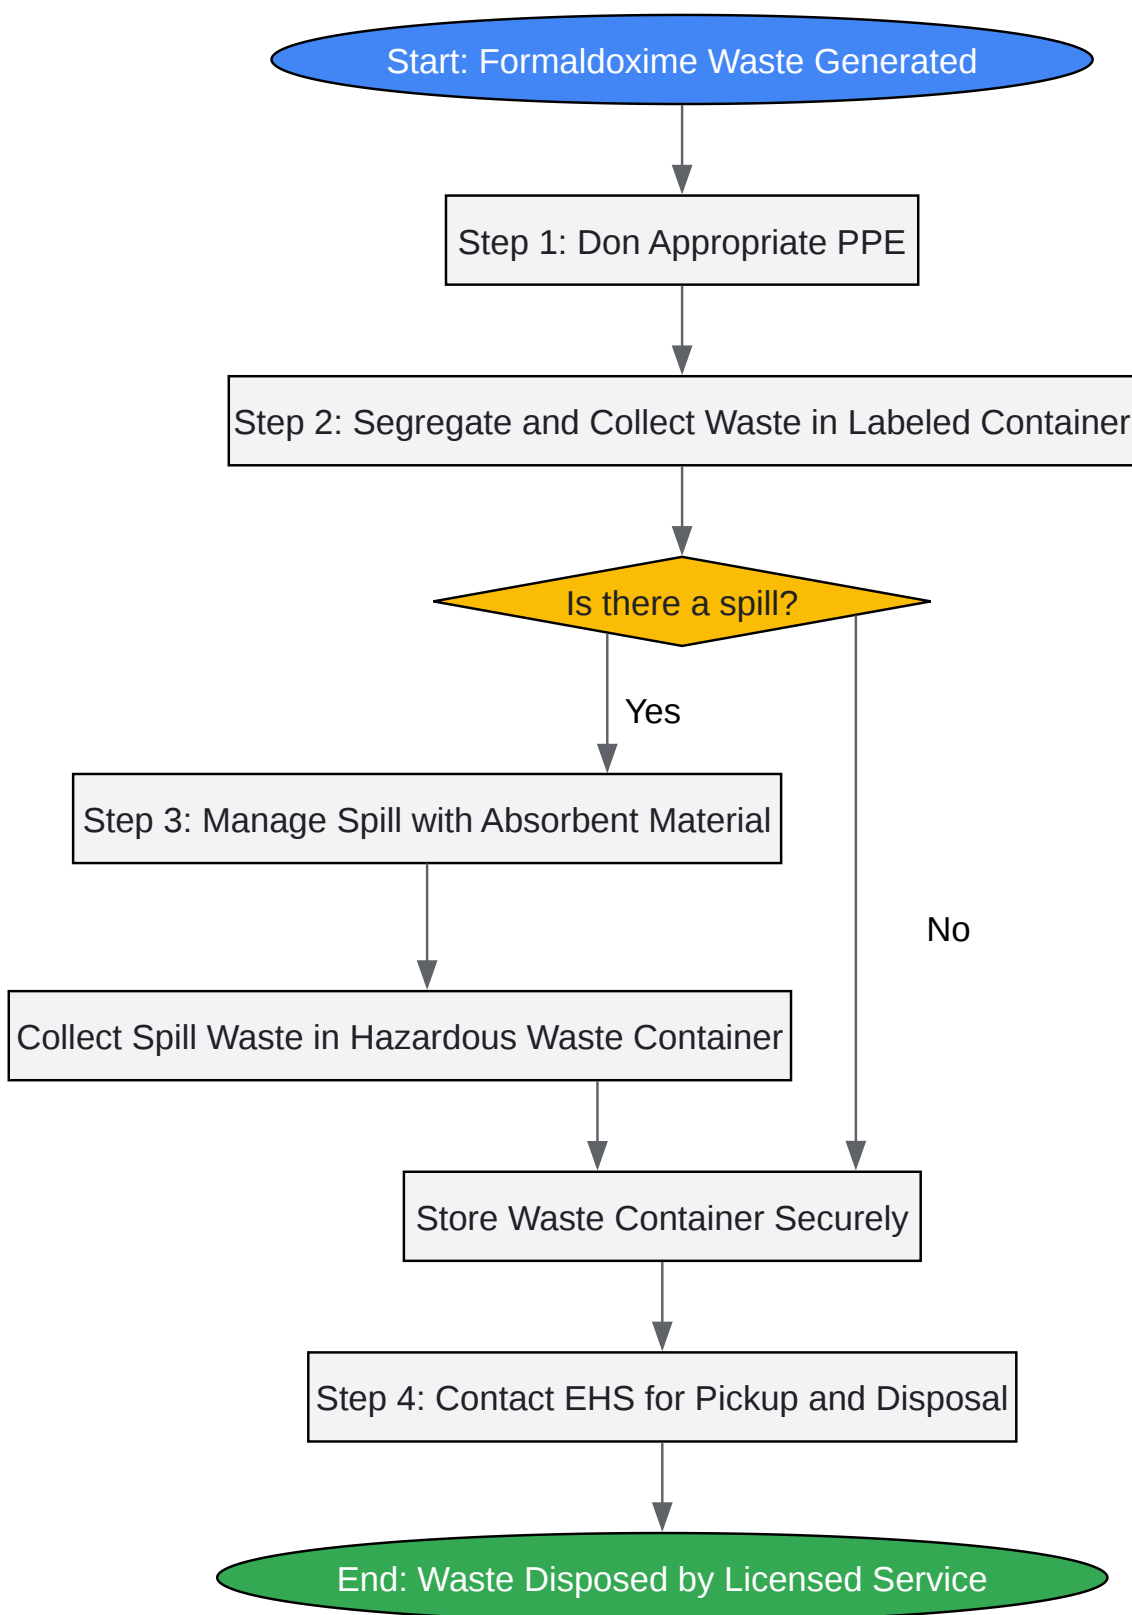 Start: Formaldoxime Waste Generated
Step 1: Don Appropriate PPE
Step 2: Segregate and Collect Waste in Labeled Container
Is there a spill?
Yes
Step 3: Manage Spill with Absorbent Material
No
Collect Spill Waste in Hazardous Waste Container
Store Waste Container Securely
Step 4: Contact EHS for Pickup and Disposal
End: Waste Disposed by Licensed Service